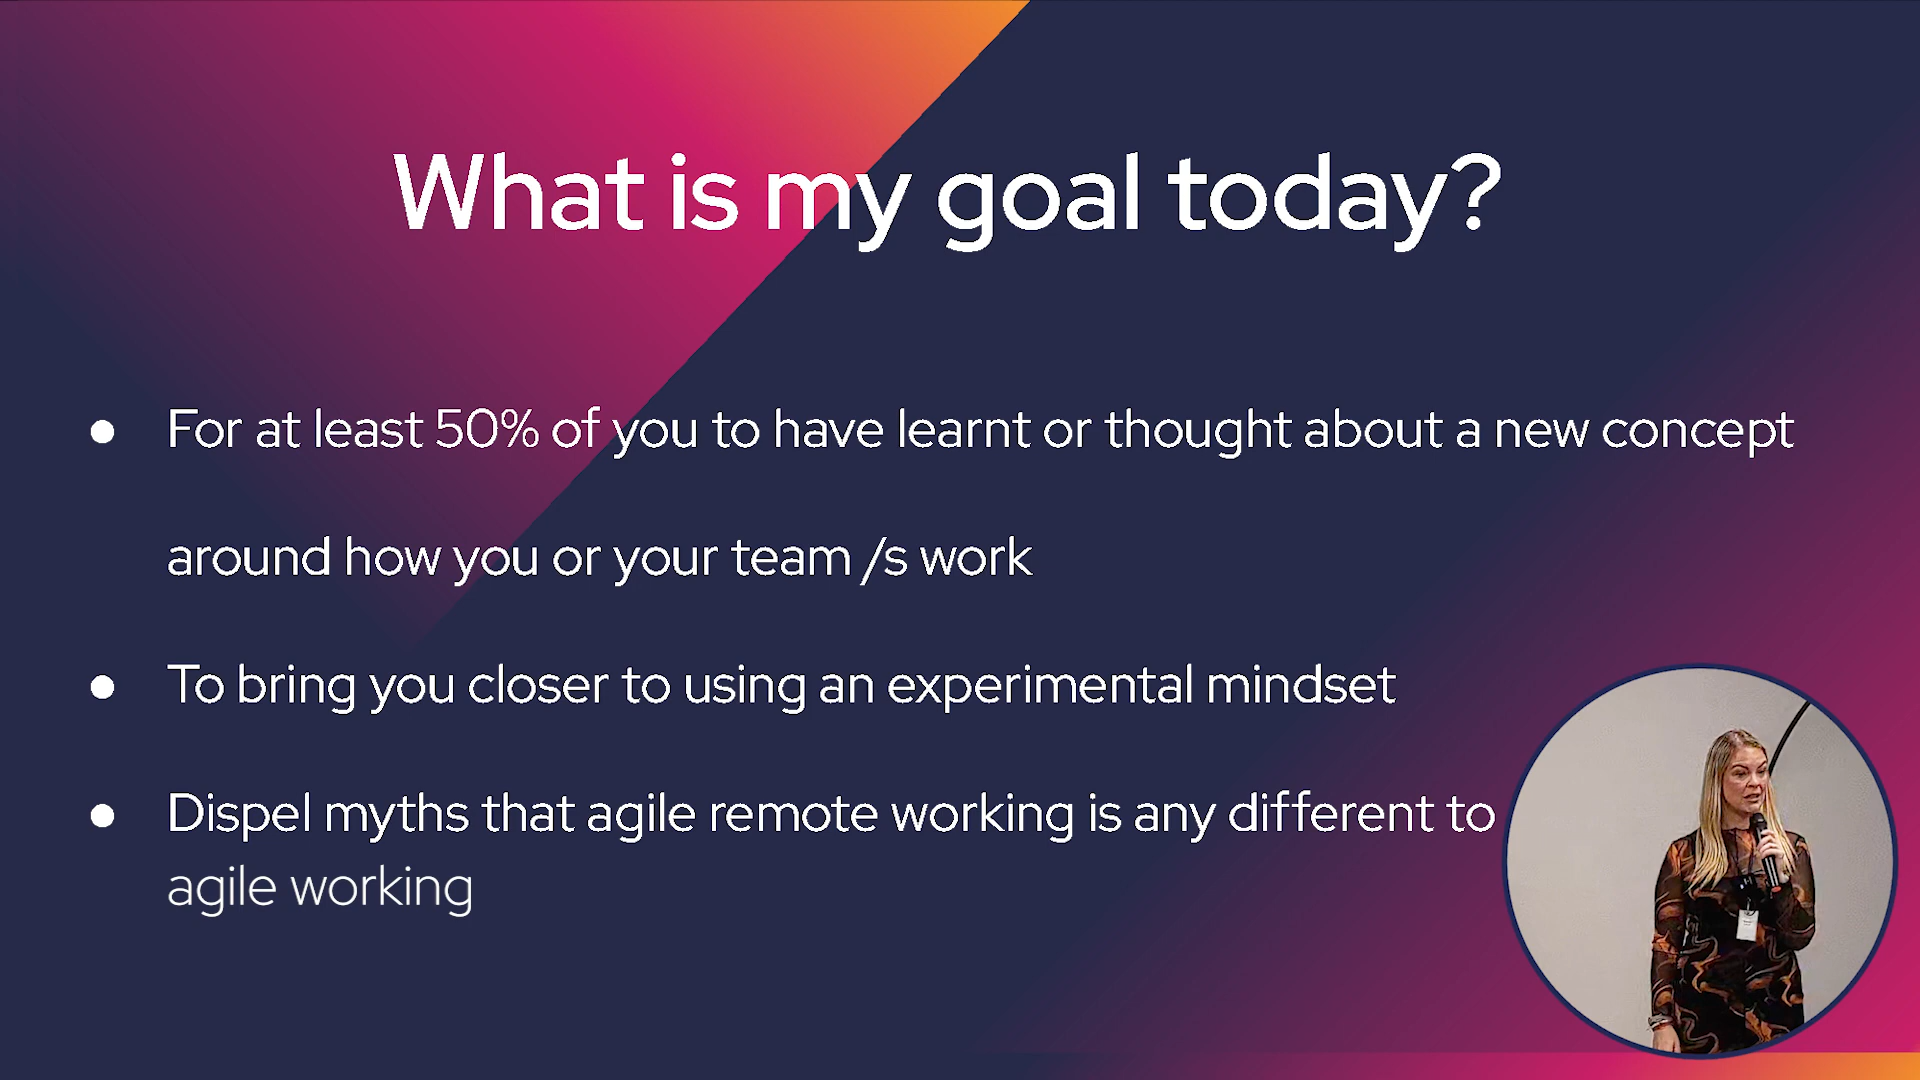 What is my goal today?
● For at least 50% of you to have learnt or thought about a new concept
around how you or your team /s work
● To bring you closer to using an experimental mindset
● Dispel myths that agile remote working is any different to
agile working